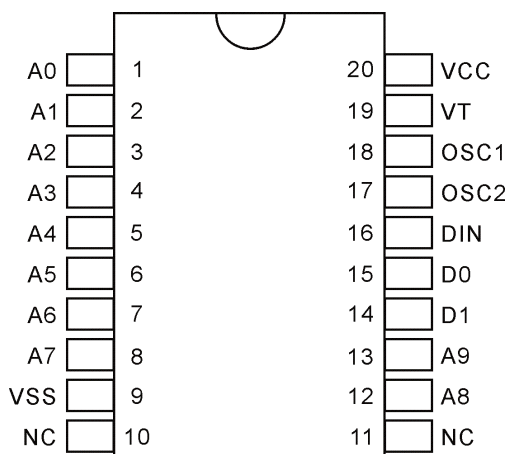 A0 1 20 VCC
A1 2 19 VT
A2 3 18 OSC1
A3 4 17 OSC2
A4 5 16 DIN
A5 6 15 D0
A6 7 14 D1
A7 8 13 A9
VSS 9 12 A8
NC 10 11 NC